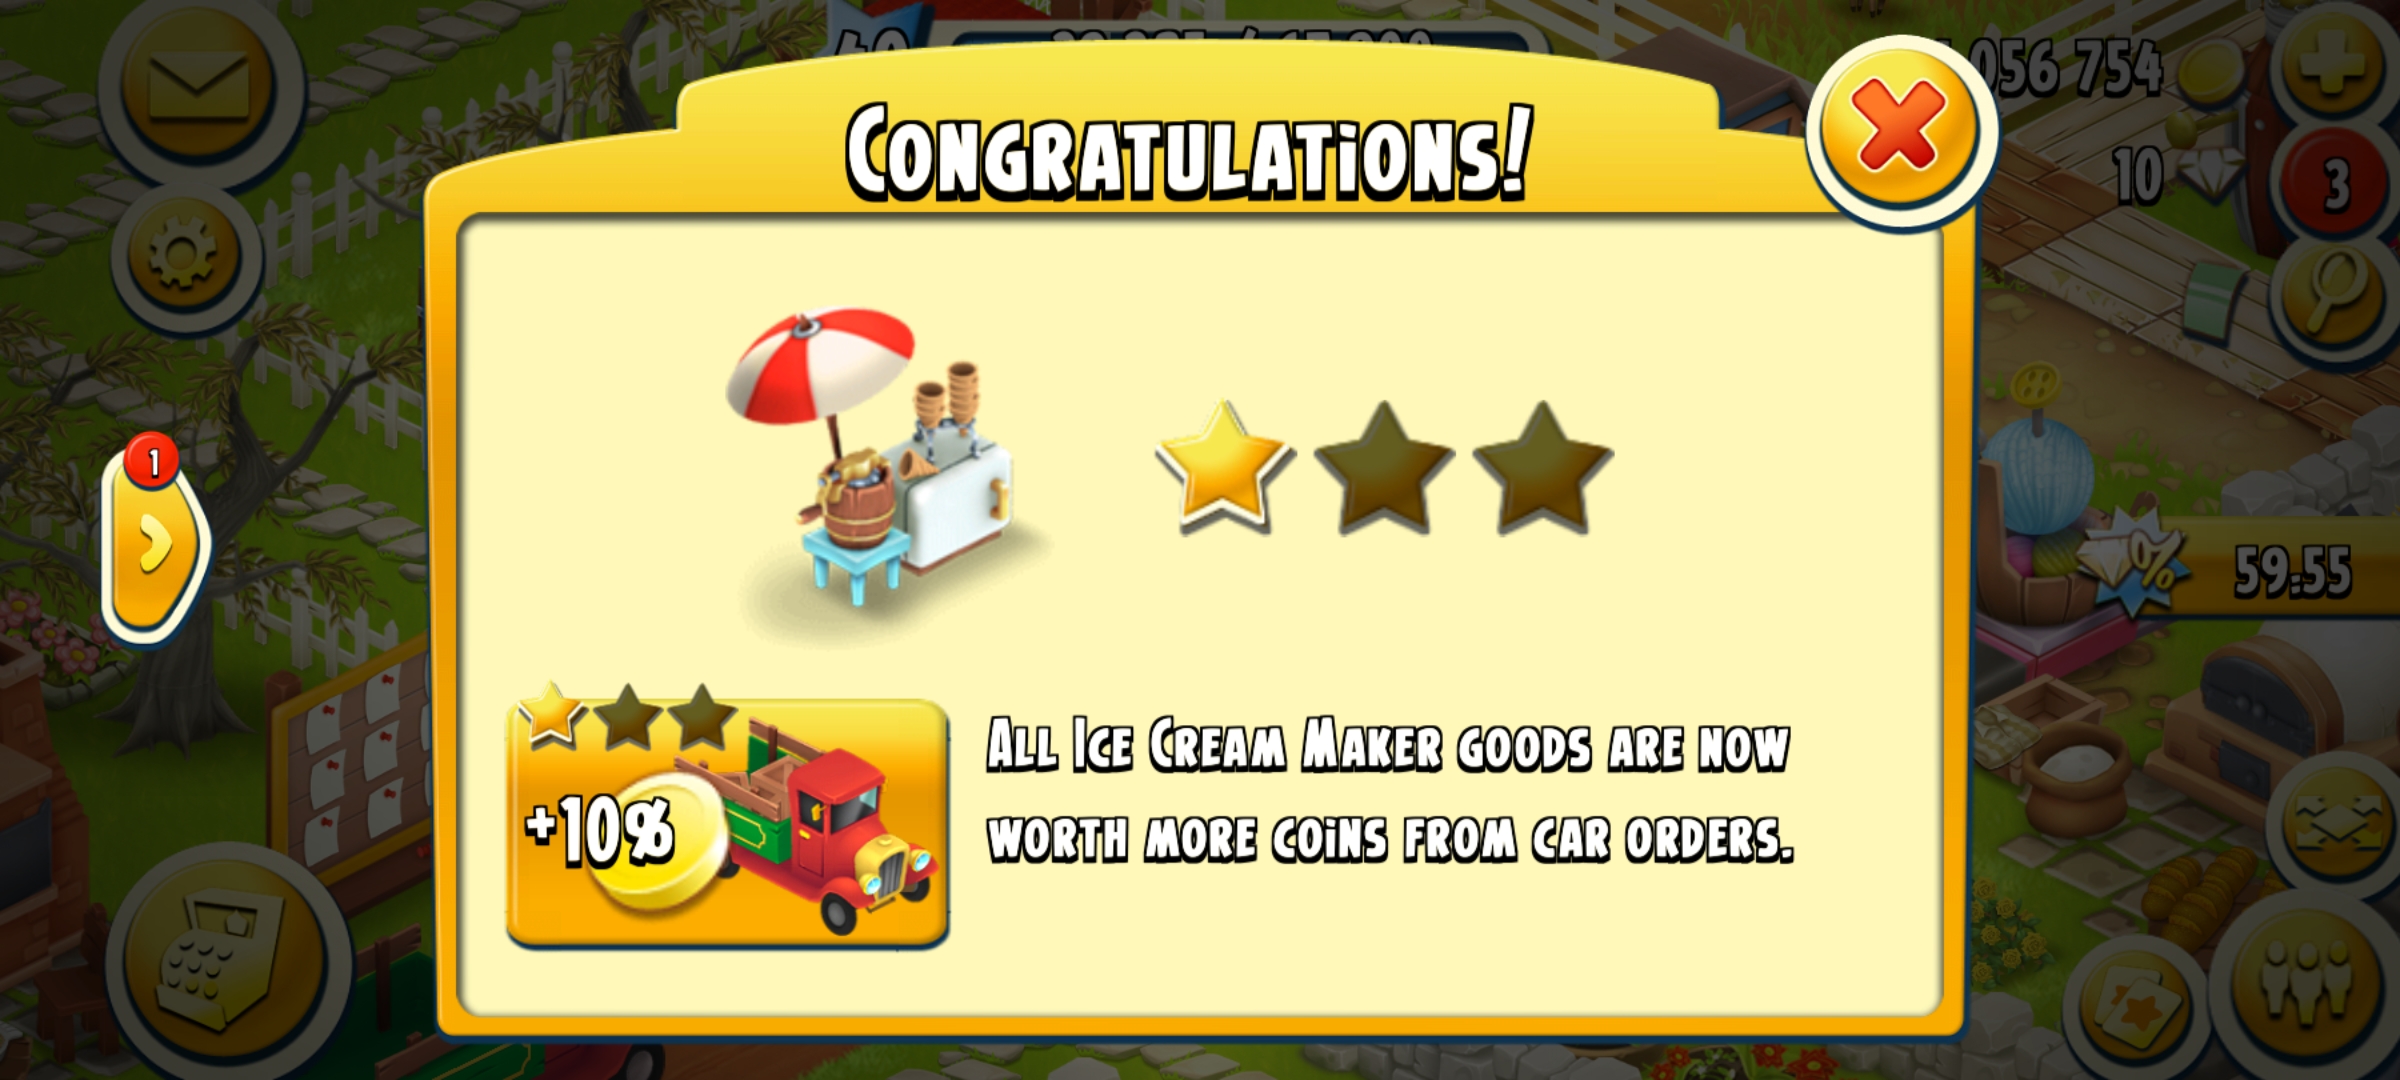 Congratulations!
056 754
10
3
1
59:55
%
+10%
All Ice Cream Maker goods are now
worth more coins from car orders.